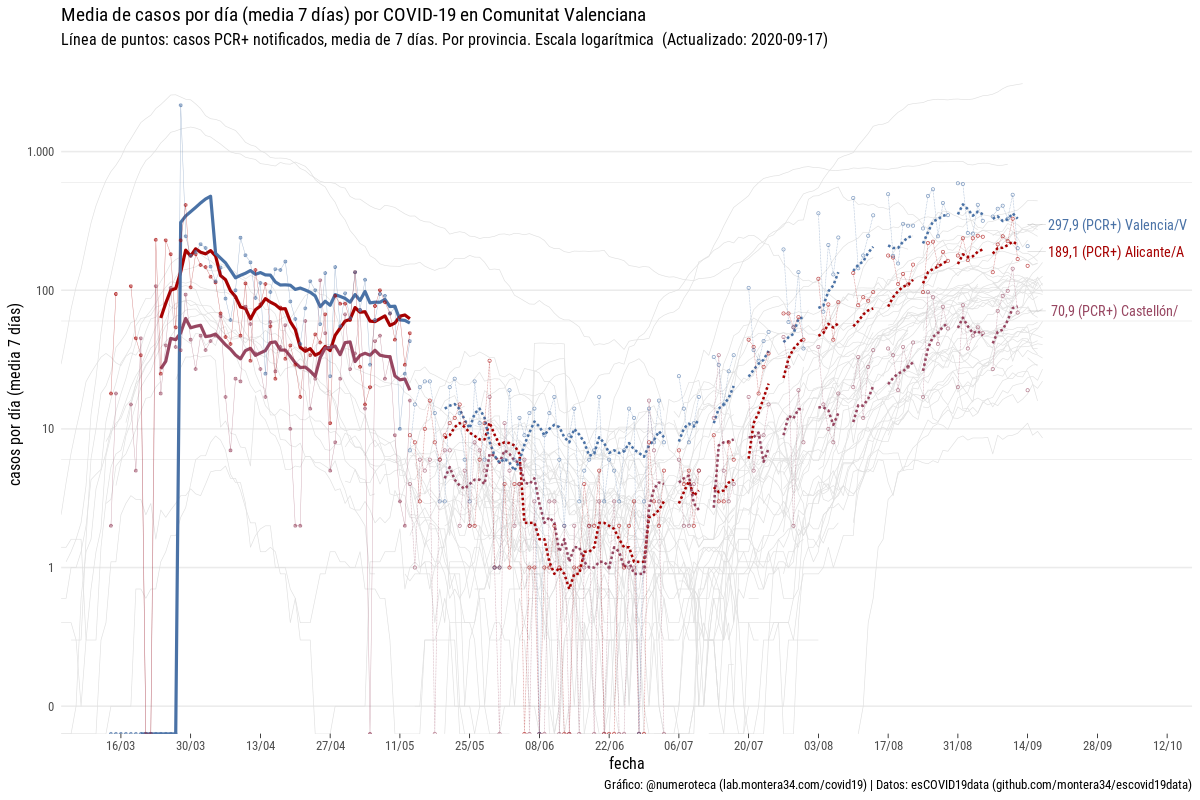 Media de casos por día (media 7 días) por COVID-19 en Comunitat Valenciana
Línea de puntos: casos PCR+ notificados, media de 7 días. Por provincia. Escala logarítmica (Actualizado: 2020-09-17)
casos por día (media 7 días)
1.000
100
10
1
0
297,9 (PCR+) Valencia/V
189,1 (PCR+) Alicante/A
70,9 (PCR+) Castellón/
16/03 30/03 13/04 27/04 11/05 25/05 08/06 22/06 06/07 20/07 03/08 17/08 31/08 14/09 28/09 12/10
fecha
Gráfico: @numeroteca (lab.montera34.com/covid19) | Datos: esCOVID19data (github.com/montera34/escovid19data)